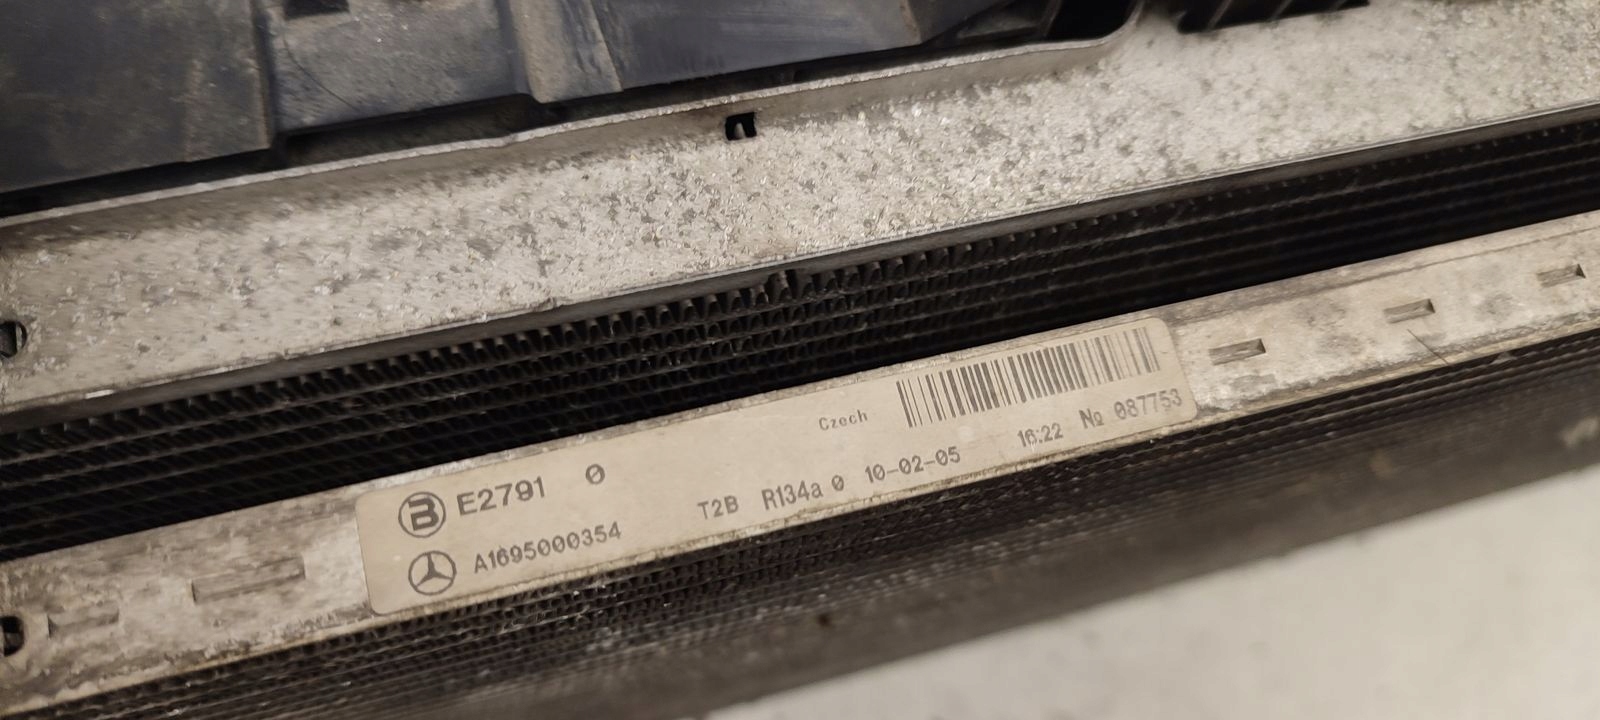 Czech
B E2791 0
T2B R134a 0 10-02-05 16:22 № 087753
A1695000354